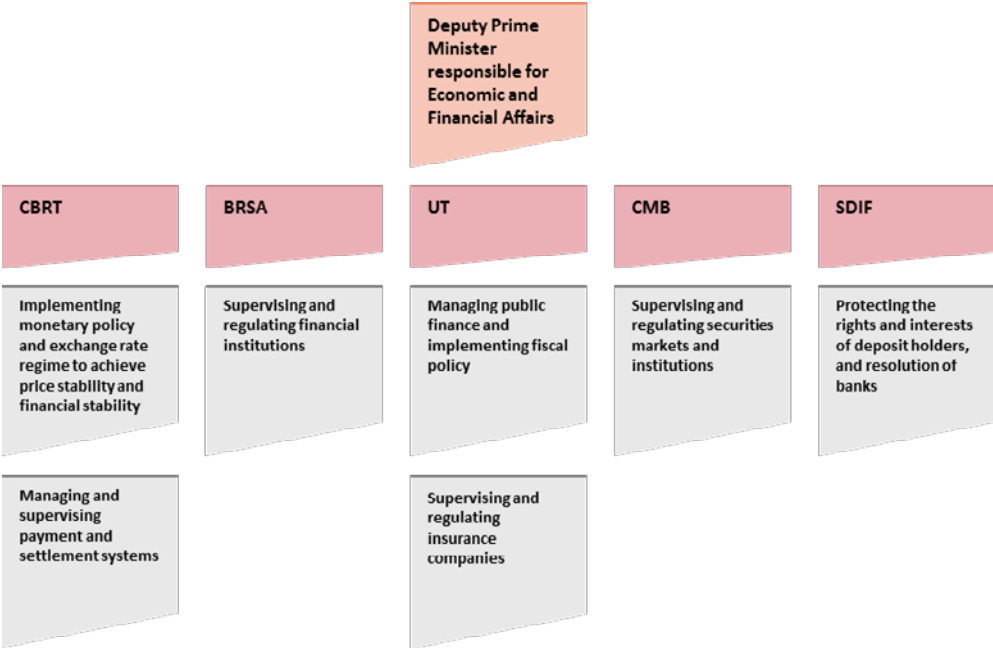 Deputy Prime
Minister
responsible for
Economic and
Financial Affairs
CBRT
BRSA
UT
CMB
SDIF
Implementing
monetary policy
and exchange rate
regime to achieve
price stability and
financial stability
Supervising and
regulating financial
institutions
Managing public
finance and
implementing fiscal
policy
Supervising and
regulating securities
markets and
institutions
Protecting the
rights and interests
of deposit holders,
and resolution of
banks
Managing and
supervising
payment and
settlement systems
Supervising and
regulating
insurance
companies